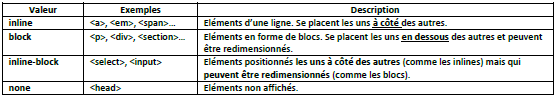 Valeur Exemples Description
inline <a>, <em>, <span>… Eléments d'une ligne. Se placent les uns à côté des autres.
block <p>, <div>, <section>… Eléments en forme de blocs. Se placent les uns en dessous des autres et peuvent
être redimensionnés.
inline-block <select>, <input> Eléments positionnés les uns à côté des autres (comme les inlines) mais qui
peuvent être redimensionnés (comme les blocs).
none <head> Eléments non affichés.